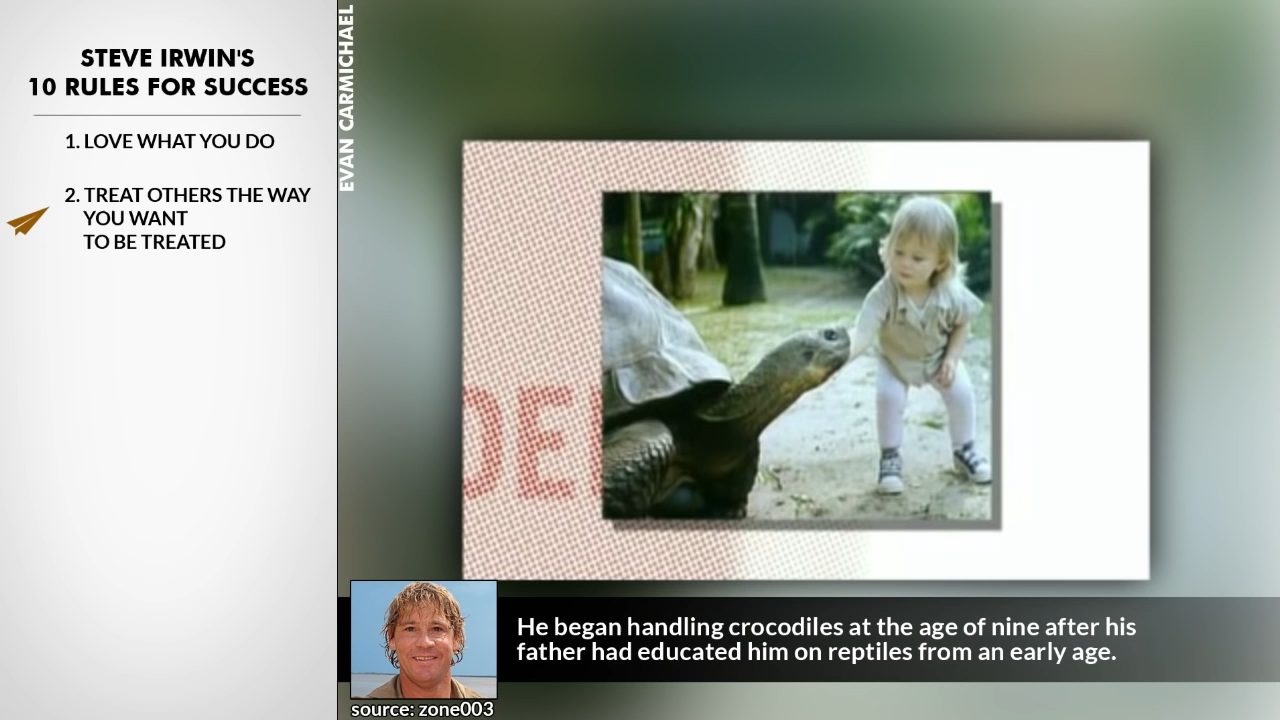 STEVE IRWIN'S
10 RULES FOR SUCCESS
1. LOVE WHAT YOU DO
2. TREAT OTHERS THE WAY
YOU WANT
TO BE TREATED
EVAN CARMICHAEL
He began handling crocodiles at the age of nine after his
father had educated him on reptiles from an early age.
source: zone003